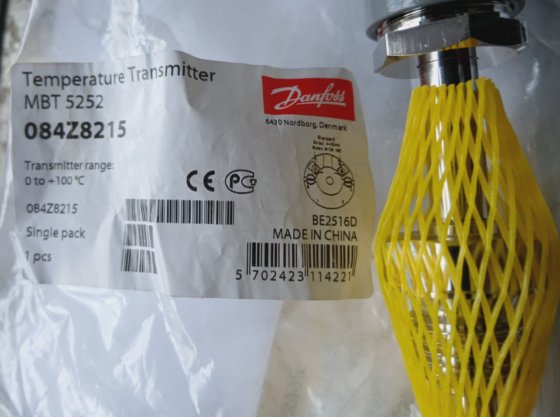 Temperature Transmitter
MBT 5252
084Z8215
Danfoss
6430 Nordborg, Denmark
Transmitter range:
0 to +100 °C
CE PG
084Z8215
BE2516D
Single pack
MADE IN CHINA
1 pcs
5 702423 114221